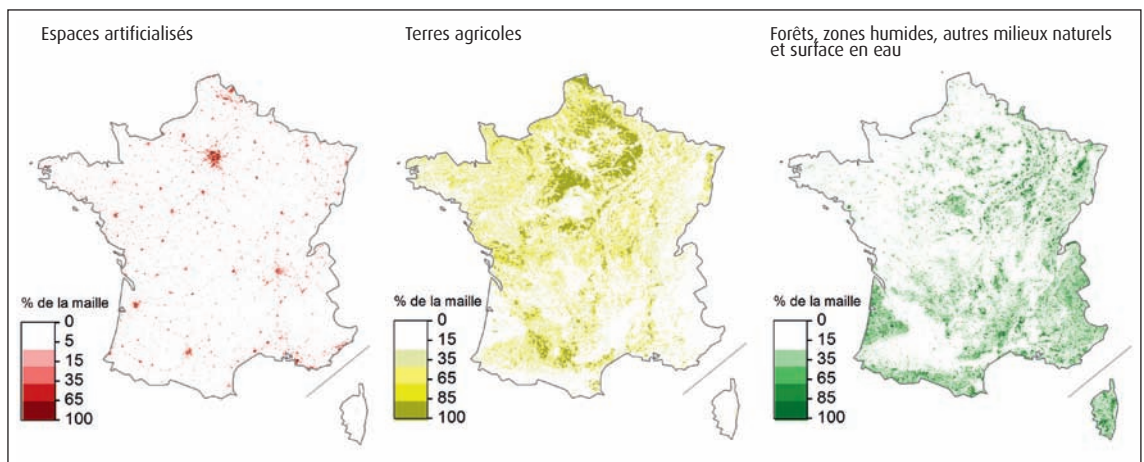 Espaces artificialisés
Terres agricoles
Forêts, zones humides, autres milieux naturels
et surface en eau
% de la maille
0
5
15
35
65
100
% de la maille
0
15
35
65
85
100
% de la maille
0
15
35
65
85
100